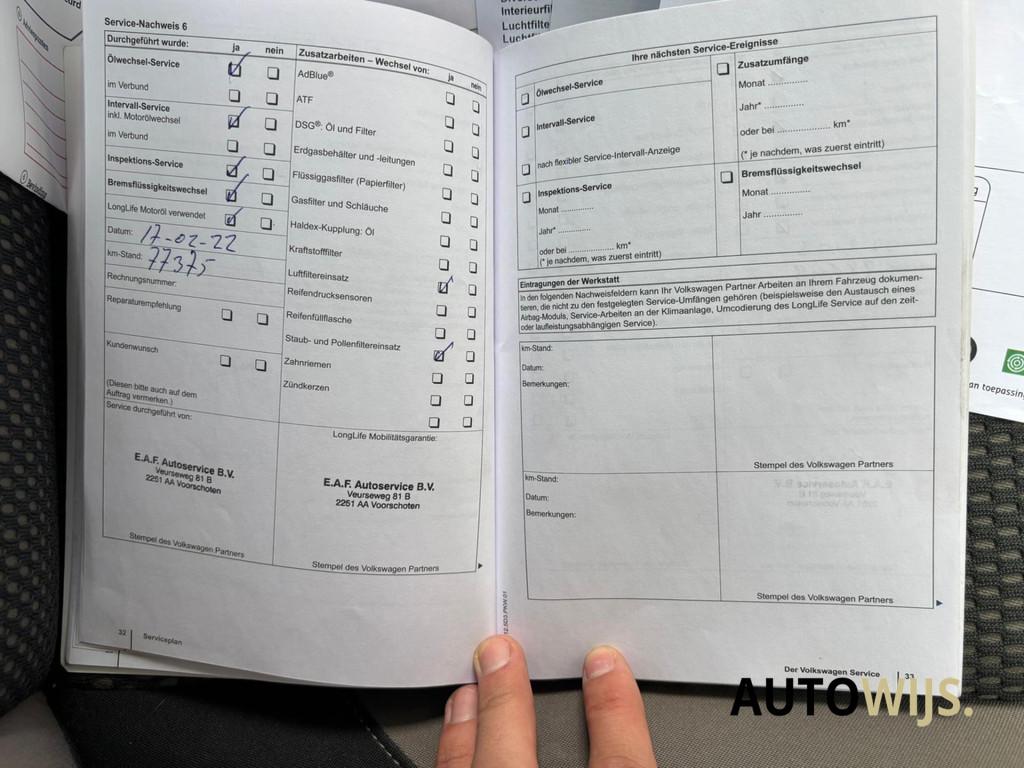 Interieurfi
Luchtfilte
Service-Nachweis 6
Durchgeführt wurde:
ja
nein
Ölwechsel-Service
im Verbund
Intervall-Service
inkl. Motorölwechsel
im Verbund
Inspektions-Service
Bremsflüssigkeitswechsel
LongLife Motoröl verwendet
Datum: 17-02-22
km-Stand: 77375
Rechnungsnummer:
Reparaturempfehlung
Kundenwunsch
(Diesen bitte auch auf dem
Auftrag vermerken.)
Service durchgeführt von:
E.A.F. Autoservice B.V.
Veurseweg 81 B
2251 AA Voorschoten
Stempel des Volkswagen Partners
Zusatzarbeiten – Wechsel von:
ja
nein
AdBlue®
ATF
DSG®: Öl und Filter
Erdgasbehälter und -leitungen
Flüssiggasfilter (Papierfilter)
Gasfilter und Schläuche
Haldex-Kupplung: Öl
Kraftstofffilter
Luftfiltereinsatz
Reifendrucksensoren
Reifenfüllflasche
Staub- und Pollenfiltereinsatz
Zahnriemen
Zündkerzen
LongLife Mobilitätsgarantie:
E.A.F. Autoservice B.V.
Veurseweg 81 B
2251 AA Voorschoten
Stempel des Volkswagen Partners
32
Serviceplan
Ihre nächsten Service-Ereignisse
Ölwechsel-Service
Intervall-Service
nach flexibler Service-Intervall-Anzeige
Inspektions-Service
Monat ............
Jahr* ............
oder bei ................. km*
(* je nachdem, was zuerst eintritt)
Zusatzumfänge
Monat ..............
Jahr* ..............
oder bei ................... km*
(* je nachdem, was zuerst eintritt)
Bremsflüssigkeitswechsel
Monat ..............
Jahr ..............
Eintragungen der Werkstatt
In den folgenden Nachweisfeldern kann Ihr Volkswagen Partner Arbeiten an Ihrem Fahrzeug dokumen-
tieren, die nicht zu den festgelegten Service-Umfängen gehören (beispielsweise den Austausch eines
Airbag-Moduls, Service-Arbeiten an der Klimaanlage, Umcodierung des LongLife Service auf den zeit-
oder laufleistungsabhängigen Service).
km-Stand:
Datum:
Bemerkungen:
Stempel des Volkswagen Partners
km-Stand:
Datum:
Bemerkungen:
Stempel des Volkswagen Partners
Der Volkswagen Service
33
an toepassing
AUTOWIJS.